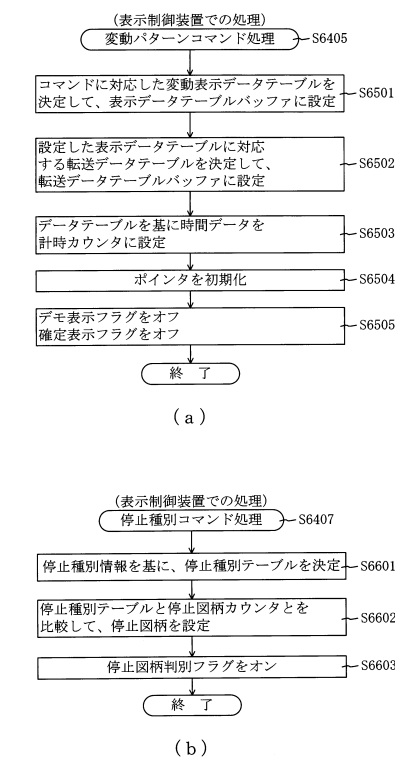 (表示制御装置での処理)
変動パターンコマンド処理
S6405
コマンドに対応した変動表示データテーブルを
決定して、表示データテーブルバッファに設定
S6501
設定した表示データテーブルに対応
する転送データテーブルを決定して、
転送データテーブルバッファに設定
S6502
データテーブルを基に時間データを
計時カウンタに設定
S6503
ポインタを初期化
S6504
デモ表示フラグをオフ
確定表示フラグをオフ
S6505
終 了
(a)
(表示制御装置での処理)
停止種別コマンド処理
S6407
停止種別情報を基に、停止種別テーブルを決定
S6601
停止種別テーブルと停止図柄カウンタとを
比較して、停止図柄を設定
S6602
停止図柄判別フラグをオン
S6603
終 了
(b)